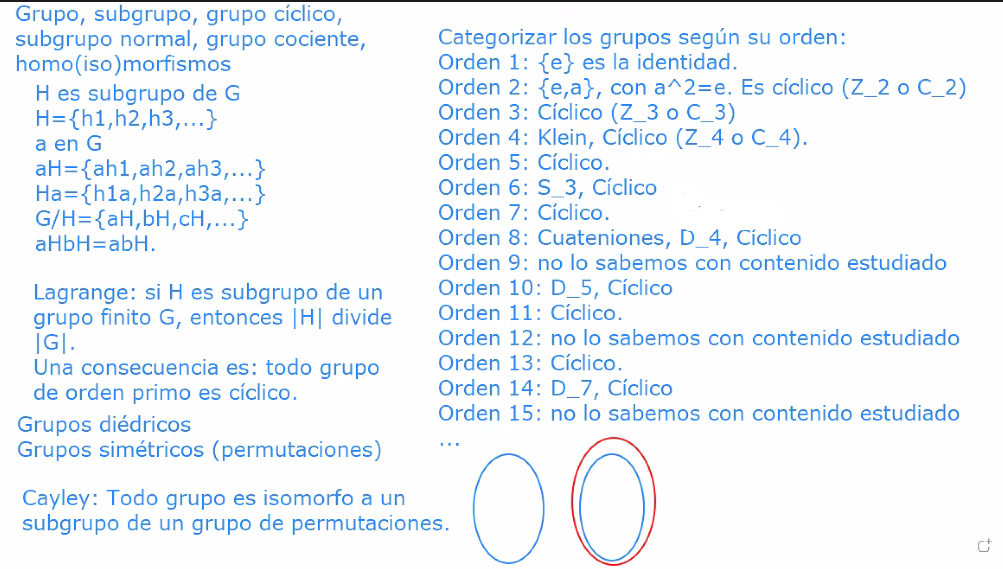 Grupo, subgrupo, grupo cíclico,
subgrupo normal, grupo cociente,
homo(iso)morfismos
H es subgrupo de G
H={h1,h2,h3,...}
a en G
aH={ah1,ah2,ah3,...}
Ha={h1a,h2a,h3a,...}
G/H={aH,bH,cH,...}
aHbH=abH.
Lagrange: si H es subgrupo de un
grupo finito G, entonces |H| divide
|G|.
Una consecuencia es: todo grupo
de orden primo es cíclico.
Grupos diédricos
Grupos simétricos (permutaciones)
Cayley: Todo grupo es isomorfo a un
subgrupo de un grupo de permutaciones.
Categorizar los grupos según su orden:
Orden 1: {e} es la identidad.
Orden 2: {e,a}, con a^2=e. Es cíclico (Z_2 o C_2)
Orden 3: Cíclico (Z_3 o C_3)
Orden 4: Klein, Cíclico (Z_4 o C_4).
Orden 5: Cíclico.
Orden 6: S_3, Cíclico
Orden 7: Cíclico.
Orden 8: Cuateniones, D_4, Cíclico
Orden 9: no lo sabemos con contenido estudiado
Orden 10: D_5, Cíclico
Orden 11: Cíclico.
Orden 12: no lo sabemos con contenido estudiado
Orden 13: Cíclico.
Orden 14: D_7, Cíclico
Orden 15: no lo sabemos con contenido estudiado
...